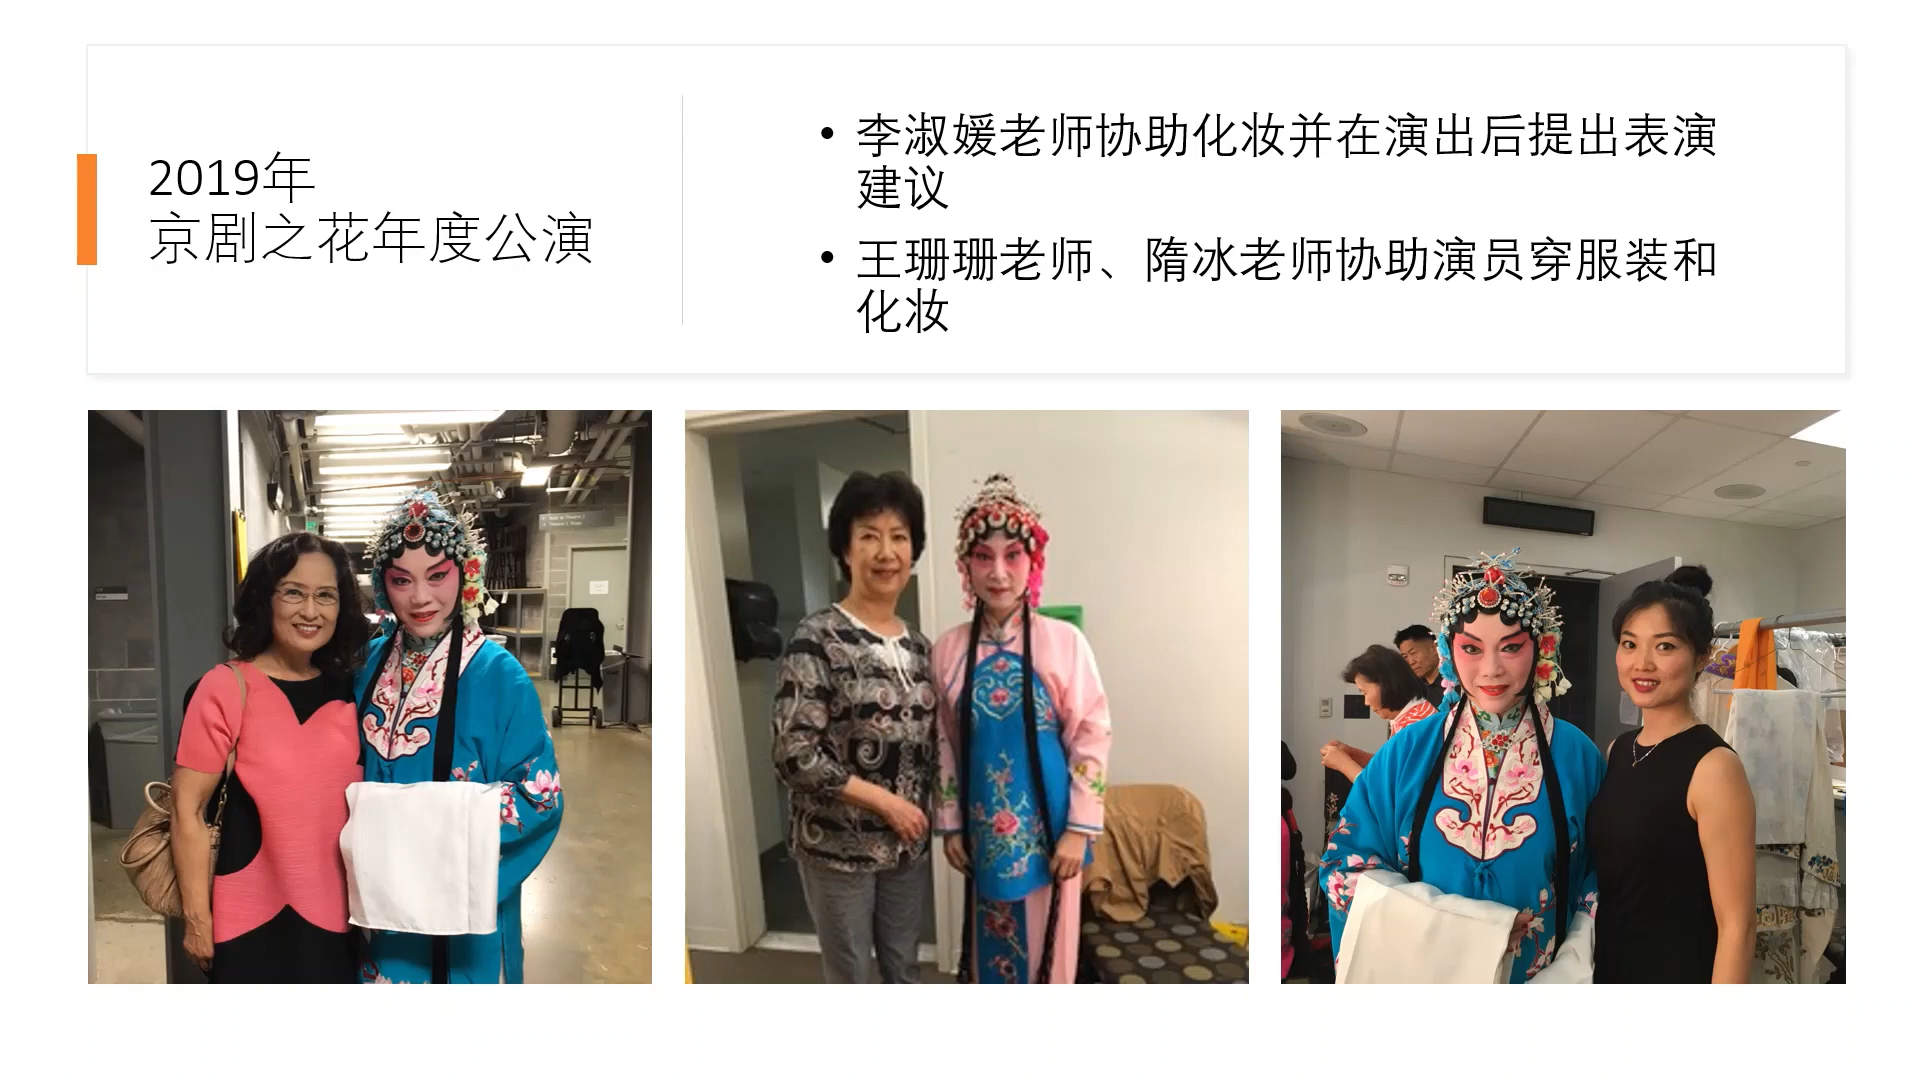 2019年
京剧之花年度公演
• 李淑媛老师协助化妆并在演出后提出表演
建议
• 王珊珊老师、隋冰老师协助演员穿服装和
化妆